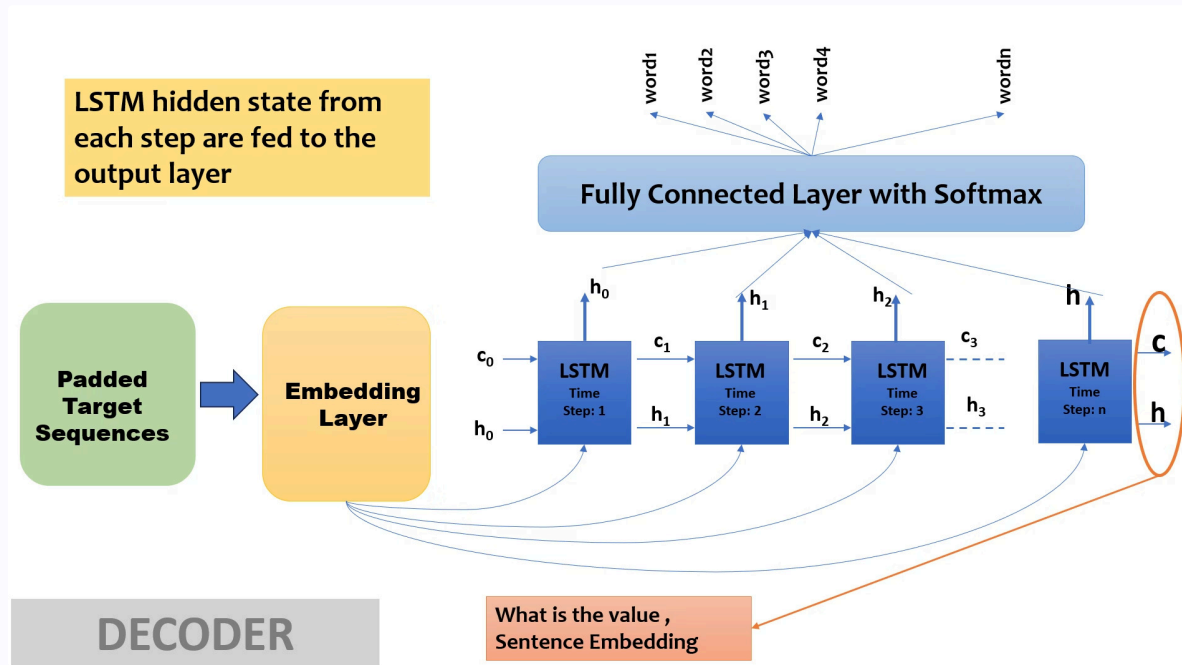 word1
word2
word3
word4
wordn
LSTM hidden state from
each step are fed to the
output layer
Fully Connected Layer with Softmax
h₀
h₁
h₂
h
c₀
c₁
c₂
c₃
c
Padded
Target
Sequences
Embedding
Layer
LSTM
Time
Step: 1
LSTM
Time
Step: 2
LSTM
Time
Step: 3
LSTM
Time
Step: n
h₀
h₁
h₂
h₃
h
DECODER
What is the value ,
Sentence Embedding